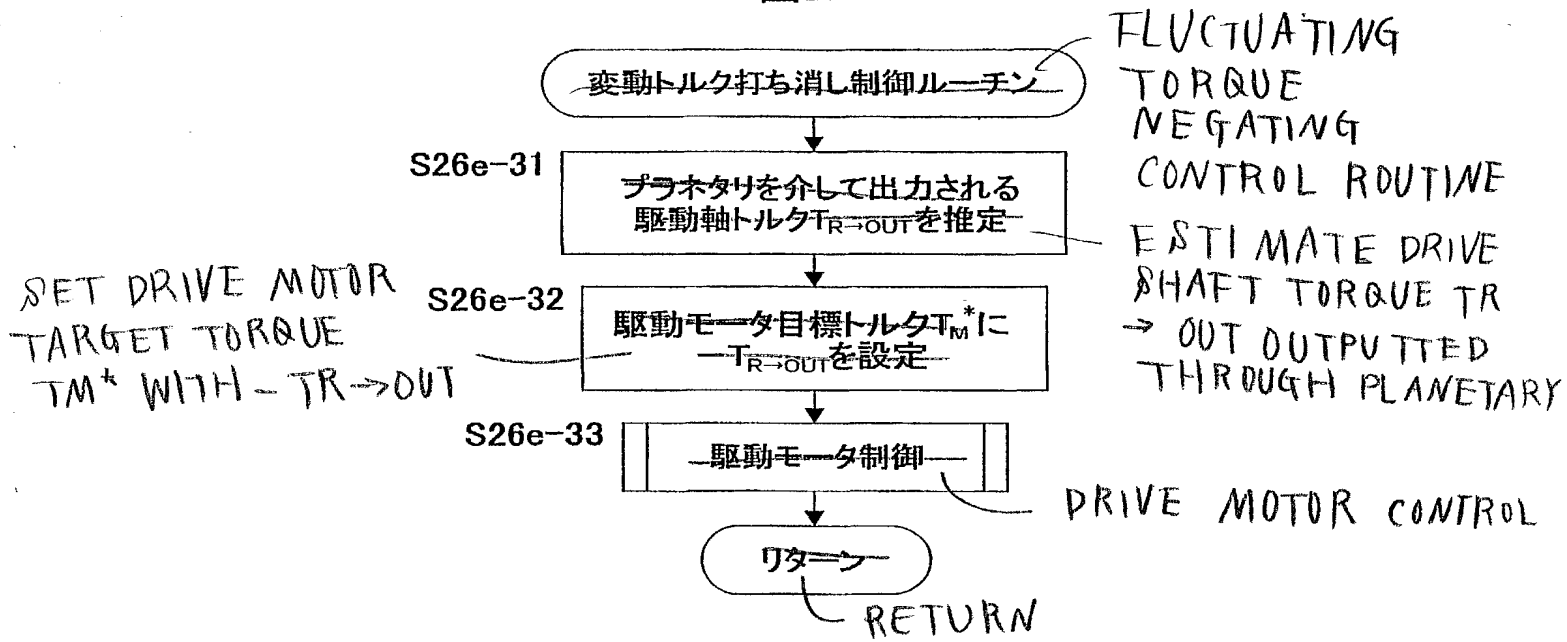 変動トルク打ち消し制御ルーチン
FLUCTUATING
TORQUE
NEGATING
CONTROL ROUTINE
S26e-31
プラネタリを介して出力される
駆動軸トルクTR→OUTを推定
ESTIMATE DRIVE
SHAFT TORQUE TR
→ OUT OUTPUTTED
THROUGH PLANETARY
SET DRIVE MOTOR
TARGET TORQUE
TM* WITH - TR→OUT
S26e-32
駆動モータ目標トルクTM*に
－TR→OUTを設定
S26e-33
駆動モータ制御
DRIVE MOTOR CONTROL
リターン
RETURN